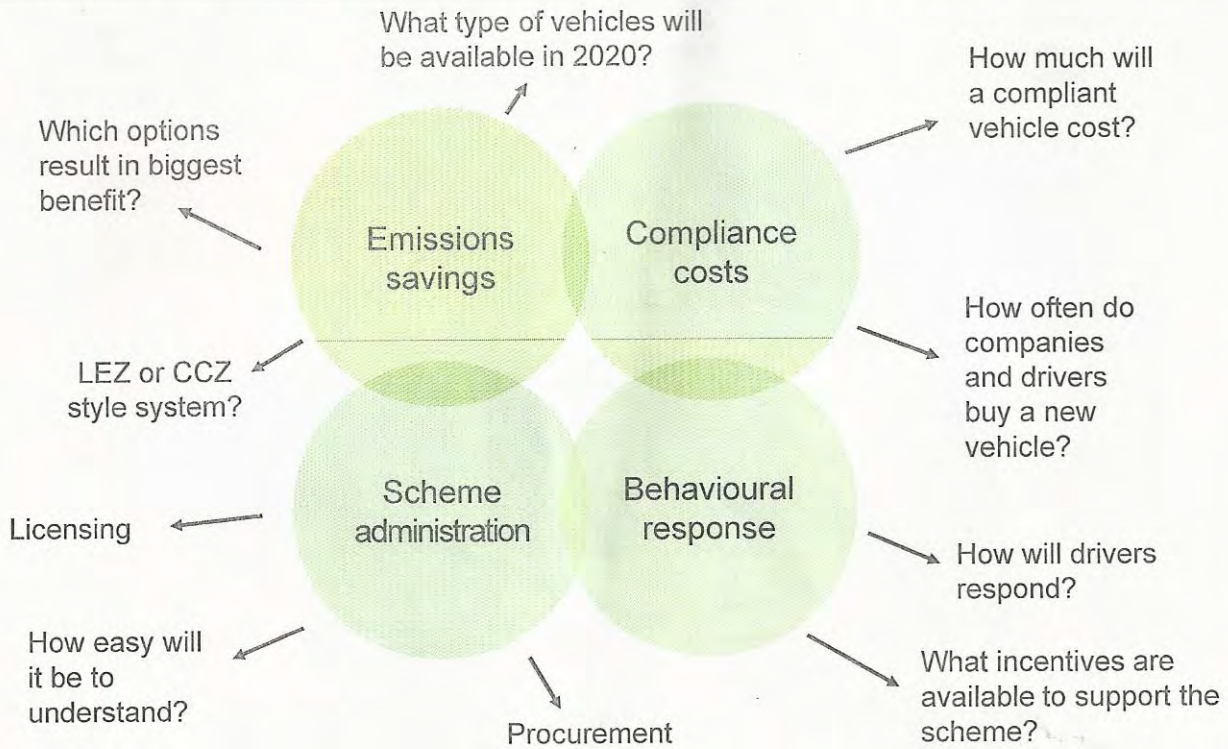 What type of vehicles will
be available in 2020?
How much will
a compliant
vehicle cost?
Which options
result in biggest
benefit?
Emissions
savings
Compliance
costs
LEZ or CCZ
style system?
How often do
companies
and drivers
buy a new
vehicle?
Scheme
administration
Behavioural
response
Licensing
How will drivers
respond?
How easy will
it be to
understand?
What incentives are
available to support the
scheme?
Procurement